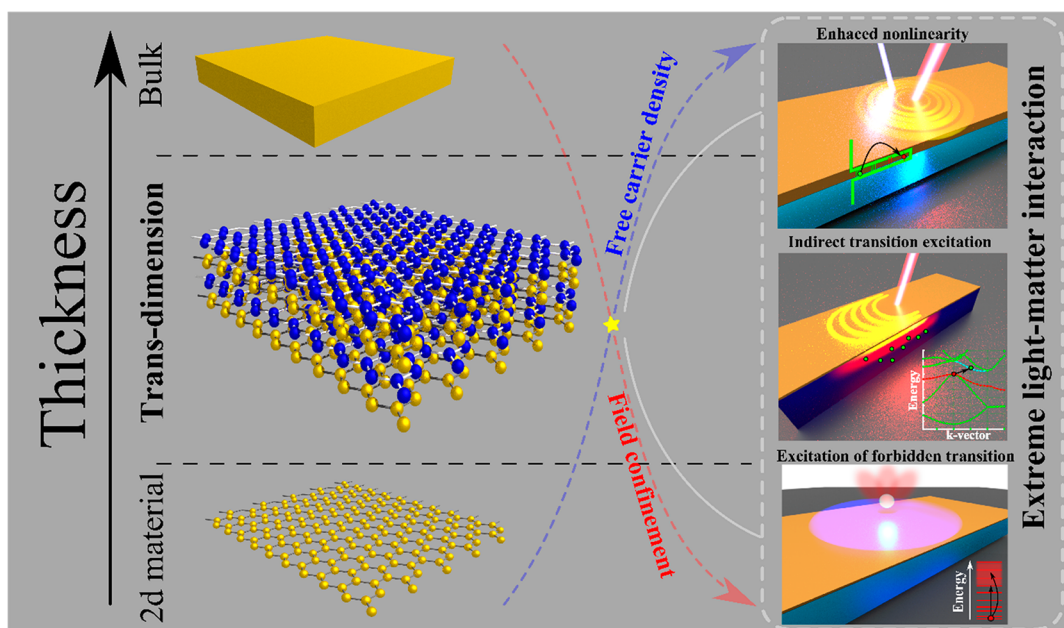 Thickness
Bulk
Trans-dimension
2d material
Free carrier density
Field confinement
Enhaced nonlinearity
Indirect transition excitation
Energy
k-vector
Excitation of forbidden transition
Energy
Extreme light-matter interaction